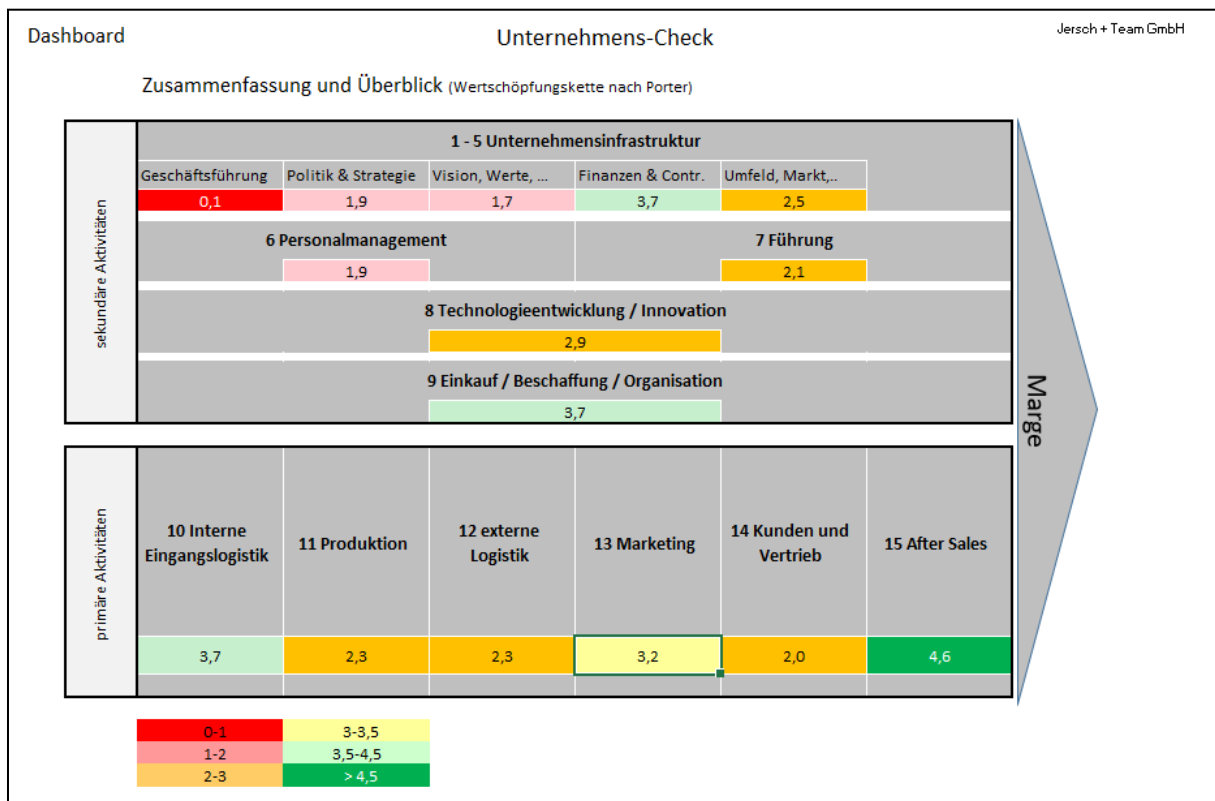 Dashboard
Unternehmens-Check
Jersch + Team GmbH
Zusammenfassung und Überblick (Wertschöpfungskette nach Porter)
sekundäre Aktivitäten
1 - 5 Unternehmensinfrastruktur
Geschäftsführung Politik & Strategie Vision, Werte, ... Finanzen & Contr. Umfeld, Markt,..
0,1 1,9 1,7 3,7 2,5
6 Personalmanagement 7 Führung
1,9 2,1
8 Technologieentwicklung / Innovation
2,9
9 Einkauf / Beschaffung / Organisation
3,7
Marge
primäre Aktivitäten
10 Interne
Eingangslogistik
11 Produktion
12 externe
Logistik
13 Marketing
14 Kunden und
Vertrieb
15 After Sales
3,7 2,3 2,3 3,2 2,0 4,6
0-1 3-3,5
1-2 3,5-4,5
2-3 > 4,5